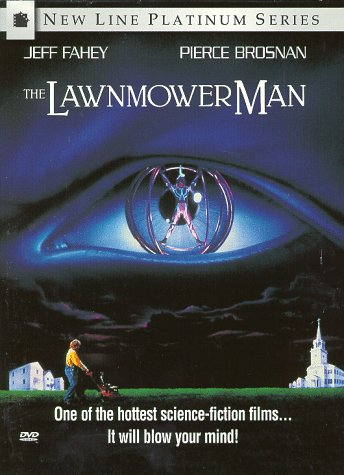 NEW LINE PLATINUM SERIES
JEFF FAHEY PIERCE BROSNAN
THE LAWNMOWER MAN
One of the hottest science-fiction films...
It will blow your mind!
DVD